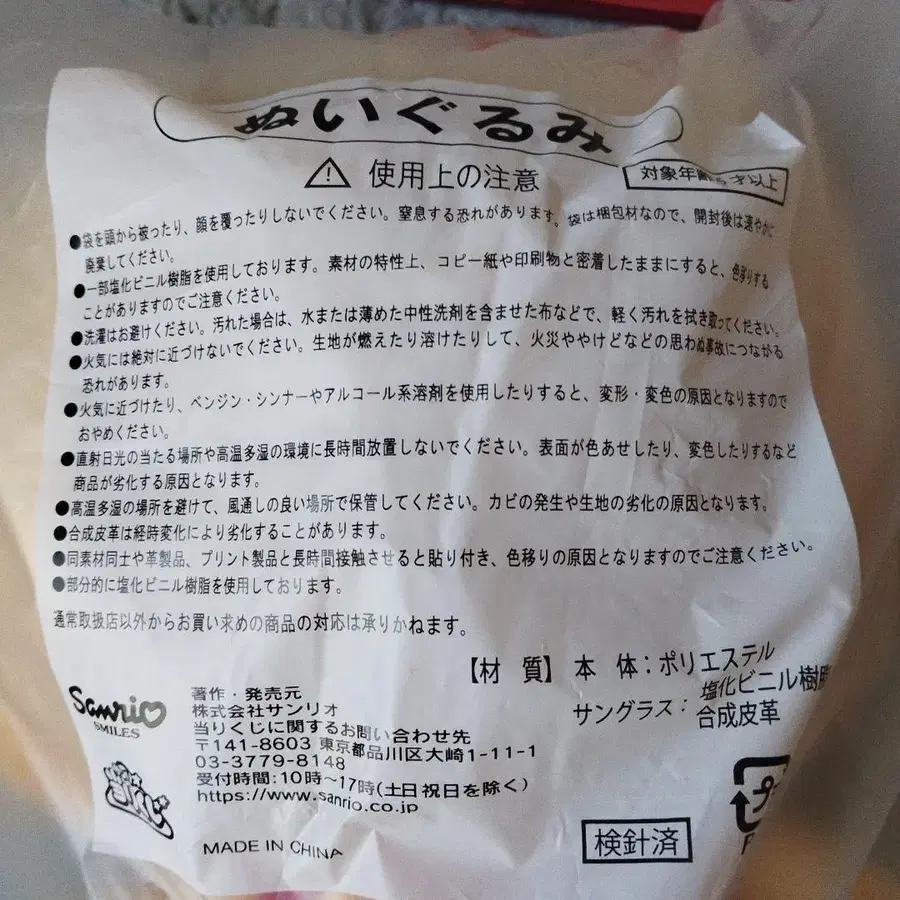 ぬいぐるみ
⚠ 使用上の注意
対象年齢 才以上
●袋を頭から被ったり、顔を覆ったりしないでください。窒息する恐れがあります。袋は梱包材なので、開封後は速やかに
廃棄してください。
●一部塩化ビニル樹脂を使用しております。素材の特性上、コピー紙や印刷物と密着したままにすると、色移りする
ことがありますのでご注意ください。
●洗濯はお避けください。汚れた場合は、水または薄めた中性洗剤を含ませた布などで、軽く汚れを拭き取ってください。
●火気には絶対に近づけないでください。生地が燃えたり溶けたりして、火災ややけどなどの思わぬ事故につながる
恐れがあります。
●火気に近づけたり、ベンジン・シンナーやアルコール系溶剤を使用したりすると、変形・変色の原因となりますので
おやめください。
●直射日光の当たる場所や高温多湿の環境に長時間放置しないでください。表面が色あせしたり、変色したりするなど
商品が劣化する原因となります。
●高温多湿の場所を避けて、風通しの良い場所で保管してください。カビの発生や生地の劣化の原因となります。
●合成皮革は経時変化により劣化することがあります。
●同素材同士や革製品、プリント製品と長時間接触させると貼り付き、色移りの原因となりますのでご注意ください。
●部分的に塩化ビニル樹脂を使用しております。
通常取扱店以外からお買い求めの商品の対応は承りかねます。
【材 質】 本 体：ポリエステル
塩化ビニル樹脂
サングラス：合成皮革
Sanrio
SMILES
著作・発売元
株式会社サンリオ
当りくじに関するお問い合わせ先
〒141-8603 東京都品川区大崎1-11-1
03-3779-8148
受付時間：10時～17時(土日祝日を除く)
https://www.sanrio.co.jp
当りくじ
MADE IN CHINA
検針済
プ